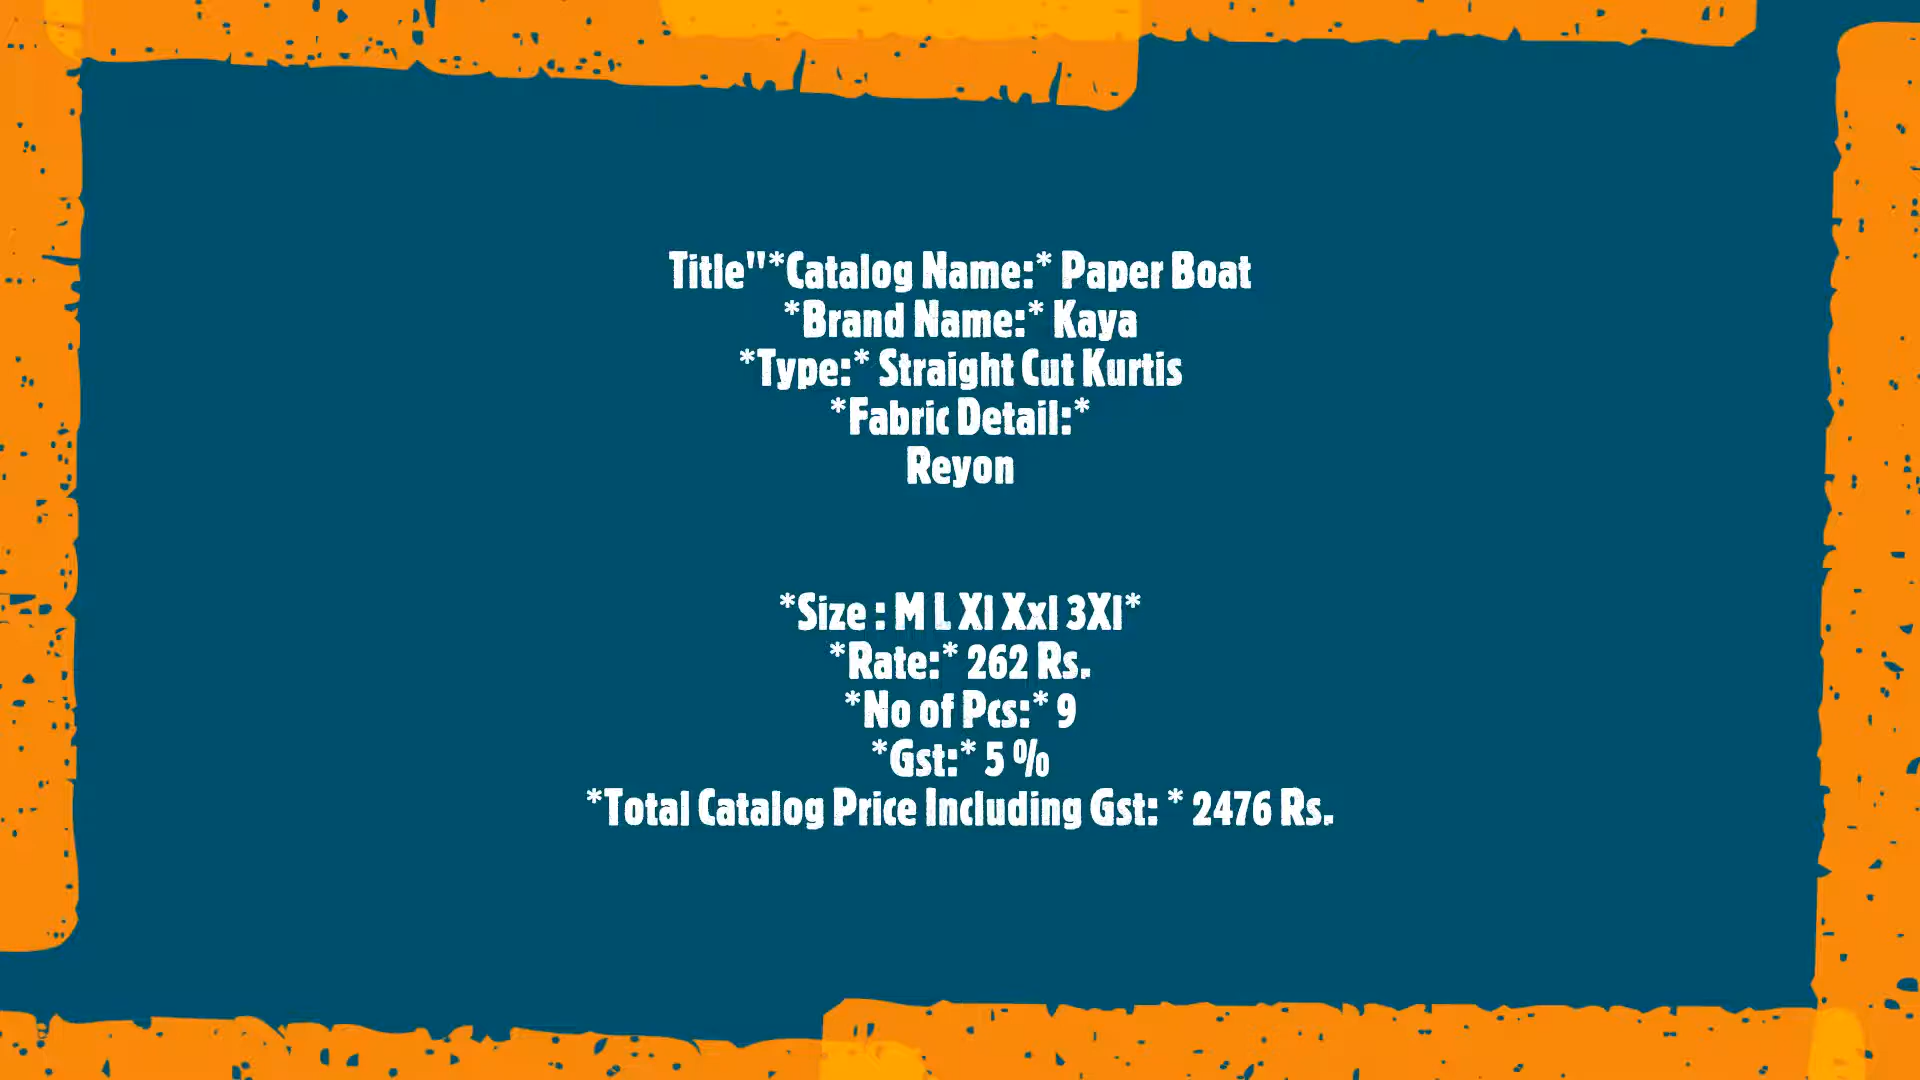 Title"*Catalog Name:* Paper Boat
*Brand Name:* Kaya
*Type:* Straight Cut Kurtis
*Fabric Detail:*
Reyon
*Size : M L Xl Xxl 3Xl*
*Rate:* 262 Rs.
*No of Pcs:* 9
*Gst:* 5 %
*Total Catalog Price Including Gst: * 2476 Rs.